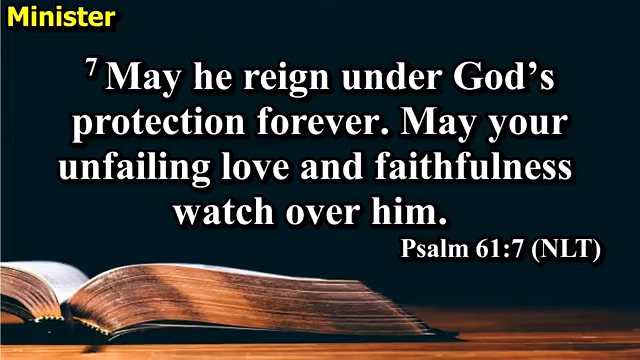 Minister
⁷ May he reign under God’s
protection forever. May your
unfailing love and faithfulness
watch over him.
Psalm 61:7 (NLT)